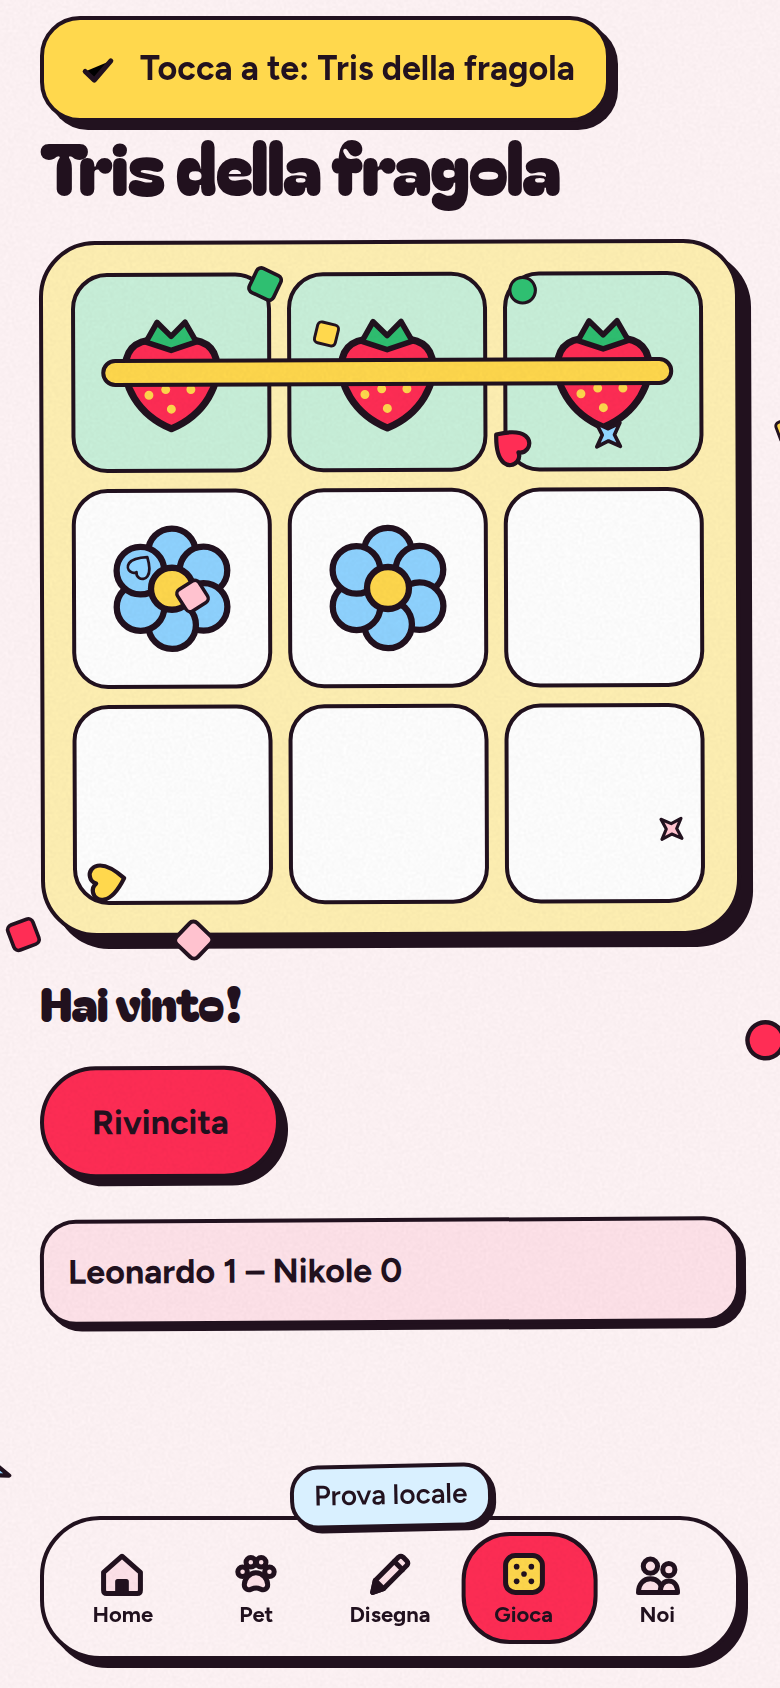 Tocca a te: Tris della fragola
Tris della fragola
Hai vinto!
Rivincita
Leonardo 1 – Nikole 0
Prova locale
Home
Pet
Disegna
Gioca
Noi